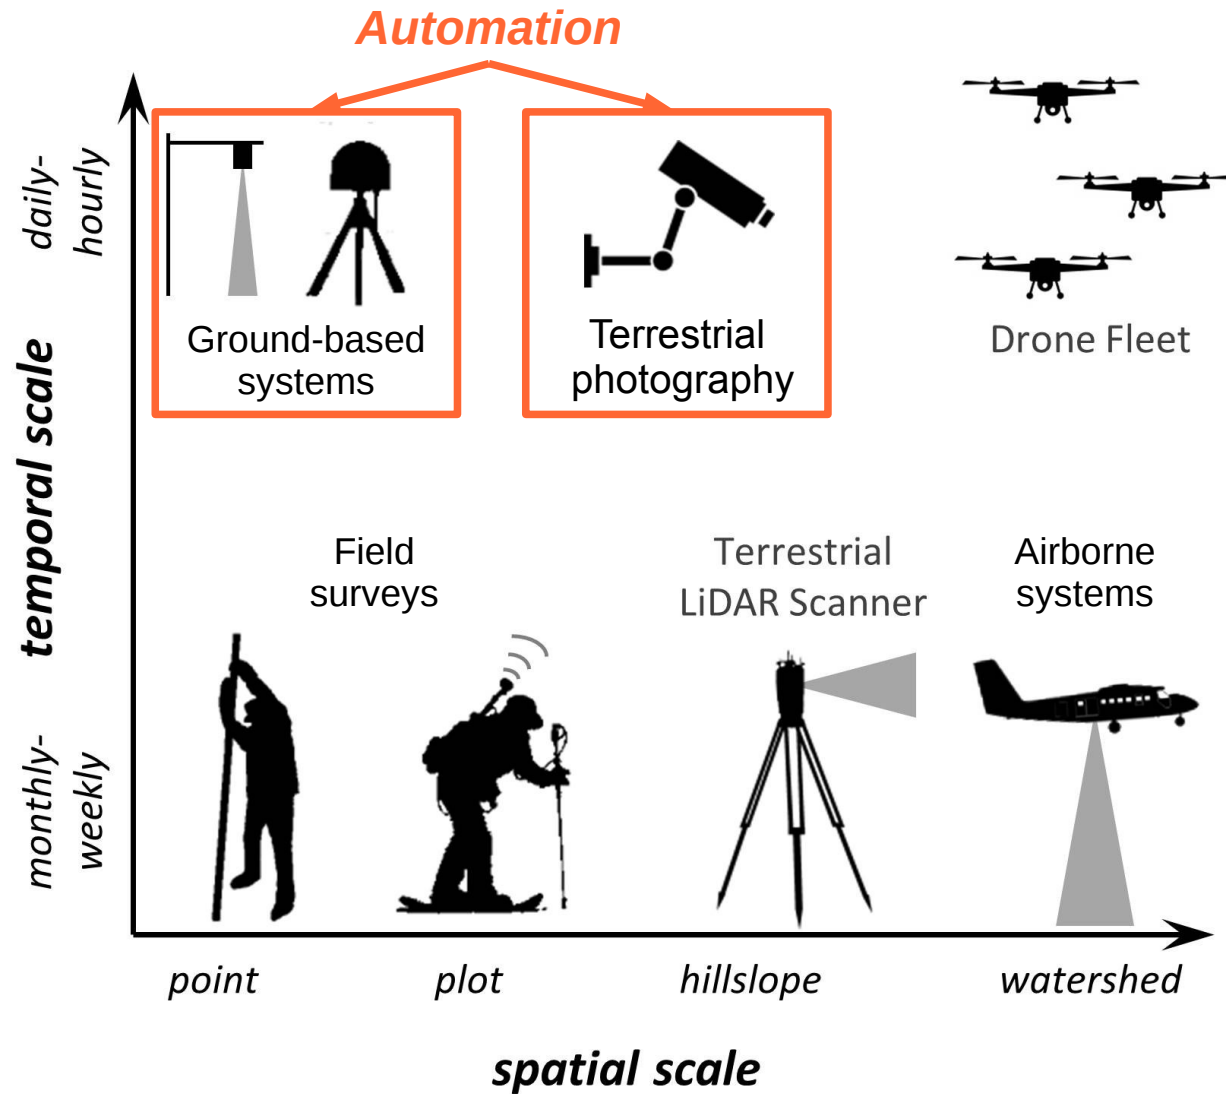 Automation
daily-
hourly
Ground-based
systems
Terrestrial
photography
Drone Fleet
temporal scale
Field
surveys
Terrestrial
LiDAR Scanner
Airborne
systems
monthly-
weekly
point
plot
hillslope
watershed
spatial scale